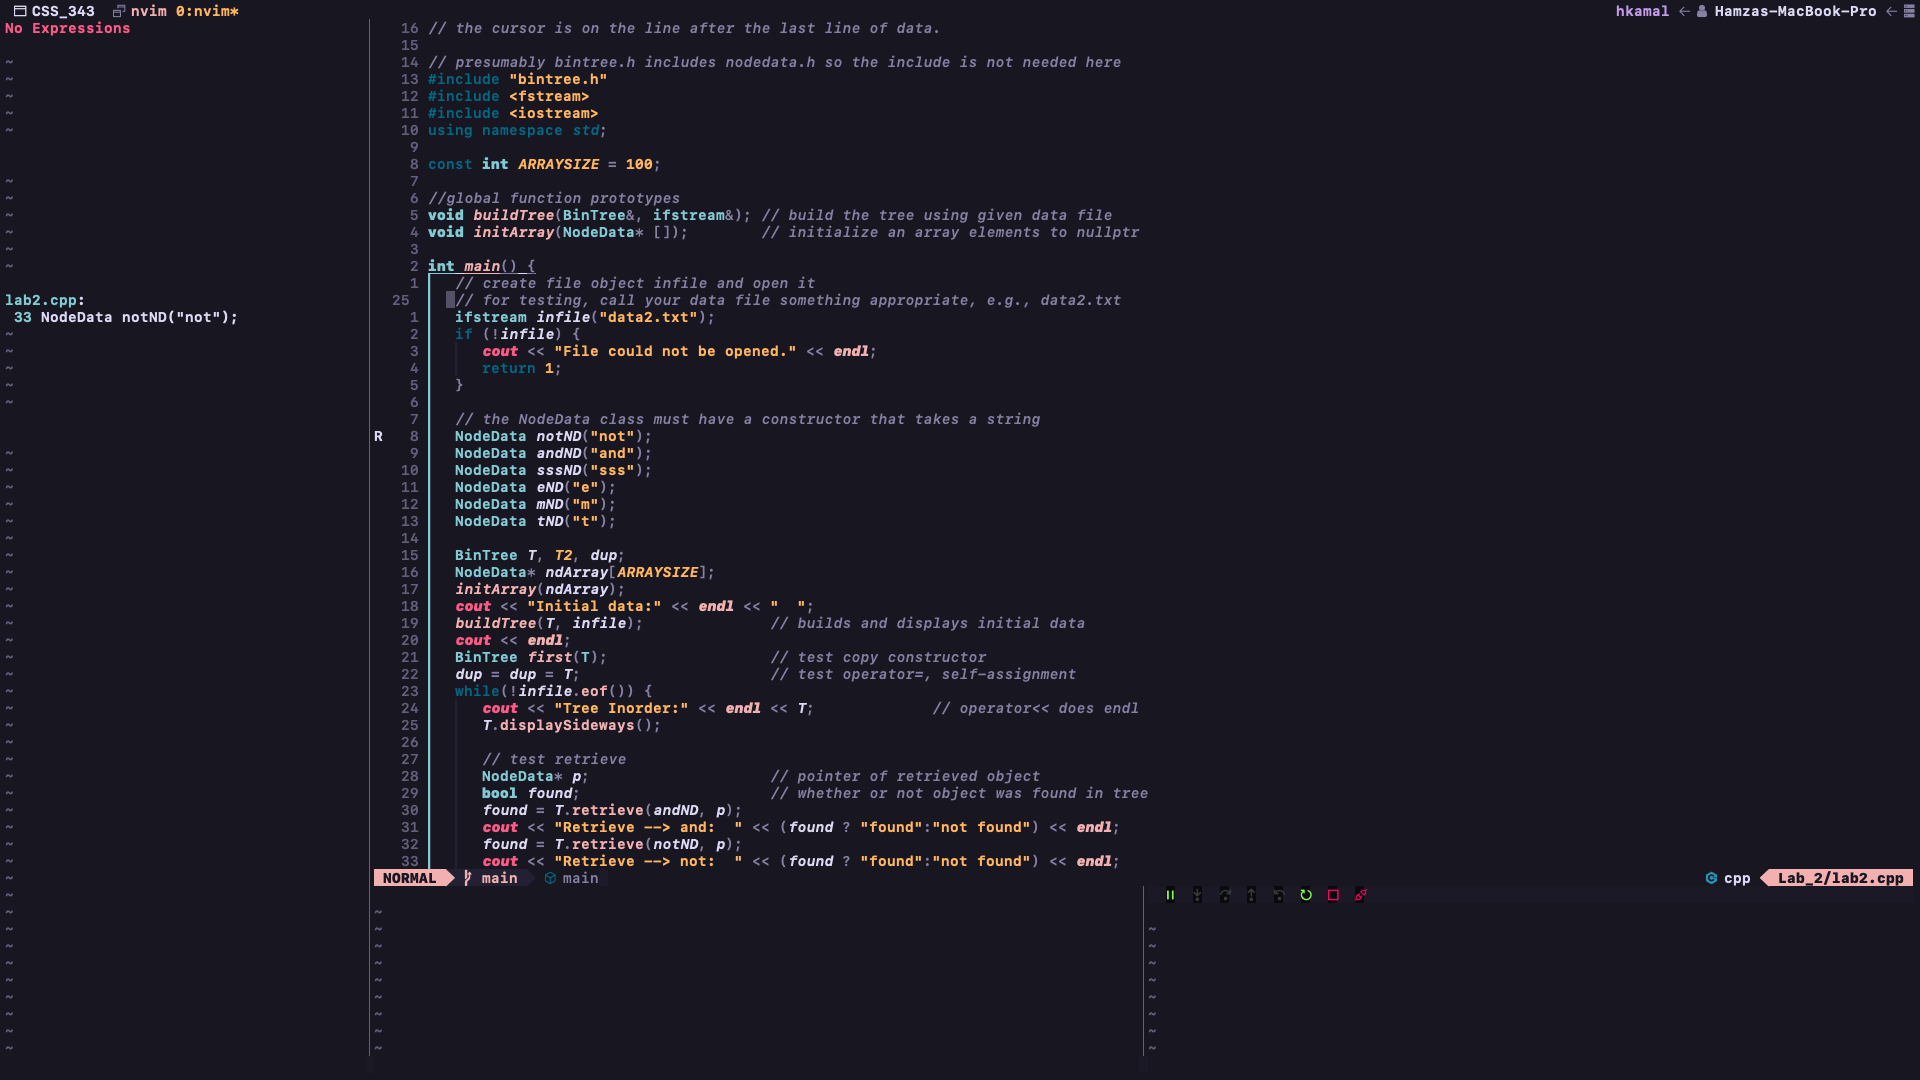 CSS_343 nvim 0:nvim* hkamal ← Hamzas-MacBook-Pro ←
No Expressions
lab2.cpp:
33 NodeData notND("not");
16 // the cursor is on the line after the last line of data.
15
14 // presumably bintree.h includes nodedata.h so the include is not needed here
13 #include "bintree.h"
12 #include <fstream>
11 #include <iostream>
10 using namespace std;
9
8 const int ARRAYSIZE = 100;
7
6 //global function prototypes
5 void buildTree(BinTree&, ifstream&); // build the tree using given data file
4 void initArray(NodeData* []);        // initialize an array elements to nullptr
3
2 int main() {
1    // create file object infile and open it
25   // for testing, call your data file something appropriate, e.g., data2.txt
1    ifstream infile("data2.txt");
2    if (!infile) {
3       cout << "File could not be opened." << endl;
4       return 1;
5    }
6
7    // the NodeData class must have a constructor that takes a string
R 8    NodeData notND("not");
9    NodeData andND("and");
10    NodeData sssND("sss");
11    NodeData eND("e");
12    NodeData mND("m");
13    NodeData tND("t");
14
15    BinTree T, T2, dup;
16    NodeData* ndArray[ARRAYSIZE];
17    initArray(ndArray);
18    cout << "Initial data:" << endl << "  ";
19    buildTree(T, infile);              // builds and displays initial data
20    cout << endl;
21    BinTree first(T);                  // test copy constructor
22    dup = dup = T;                     // test operator=, self-assignment
23    while(!infile.eof()) {
24       cout << "Tree Inorder:" << endl << T;             // operator<< does endl
25       T.displaySideways();
26
27       // test retrieve
28       NodeData* p;                    // pointer of retrieved object
29       bool found;                     // whether or not object was found in tree
30       found = T.retrieve(andND, p);
31       cout << "Retrieve --> and:  " << (found ? "found":"not found") << endl;
32       found = T.retrieve(notND, p);
33       cout << "Retrieve --> not:  " << (found ? "found":"not found") << endl;
NORMAL main main cpp Lab_2/lab2.cpp